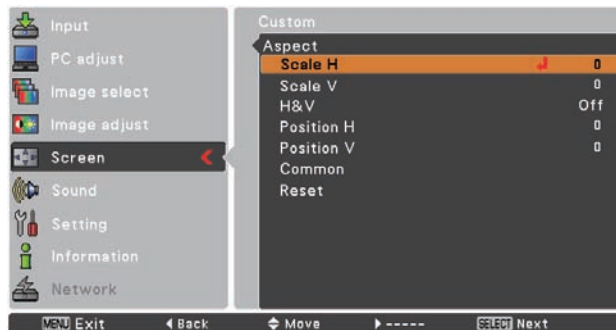 Input
PC adjust
Image select
Image adjust
Screen
Sound
Setting
Information
Network
Custom
Aspect
Scale H 0
Scale V 0
H&V Off
Position H 0
Position V 0
Common
Reset
MENU Exit ◀ Back Move ▶ ----- SELECT Next